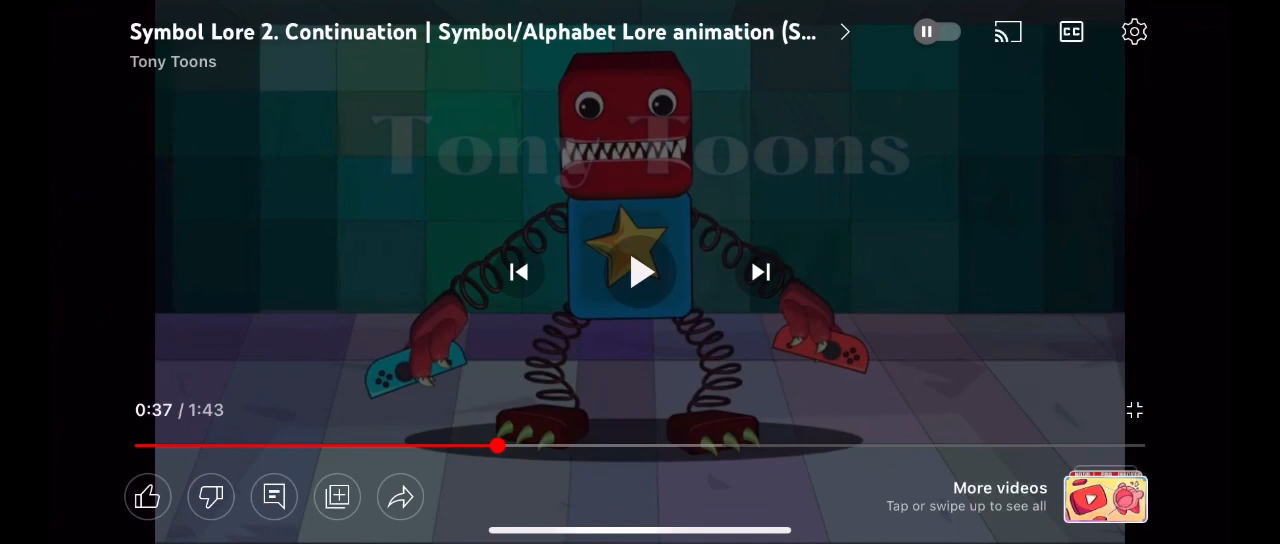 Symbol Lore 2. Continuation | Symbol/Alphabet Lore animation (S...
Tony Toons
CC
Tony Toons
0:37 / 1:43
More videos
Tap or swipe up to see all